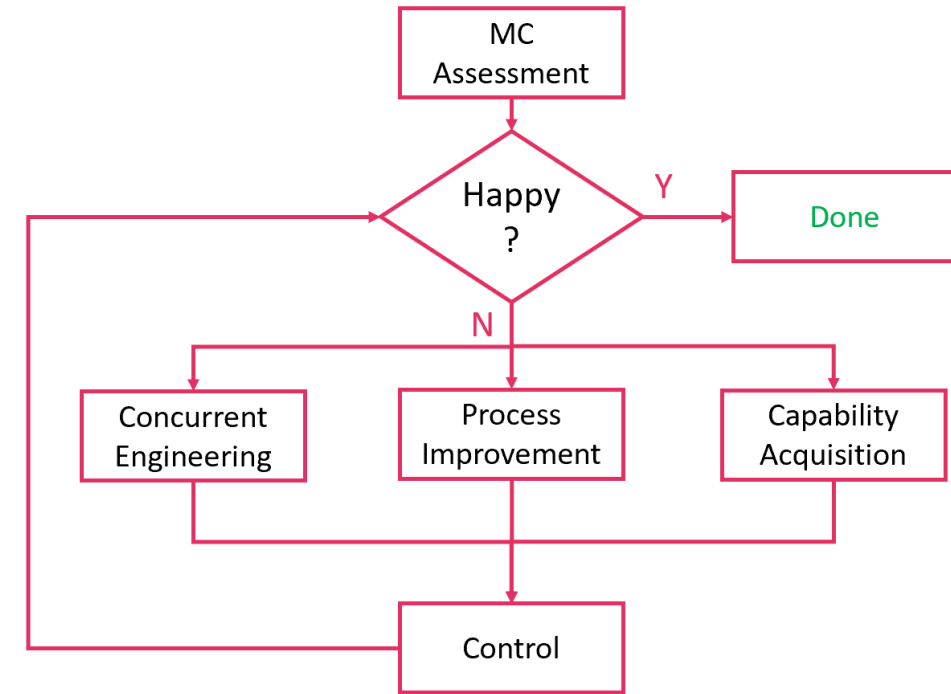 MC
Assessment
Happy
?
Y
Done
N
Concurrent
Engineering
Process
Improvement
Capability
Acquisition
Control